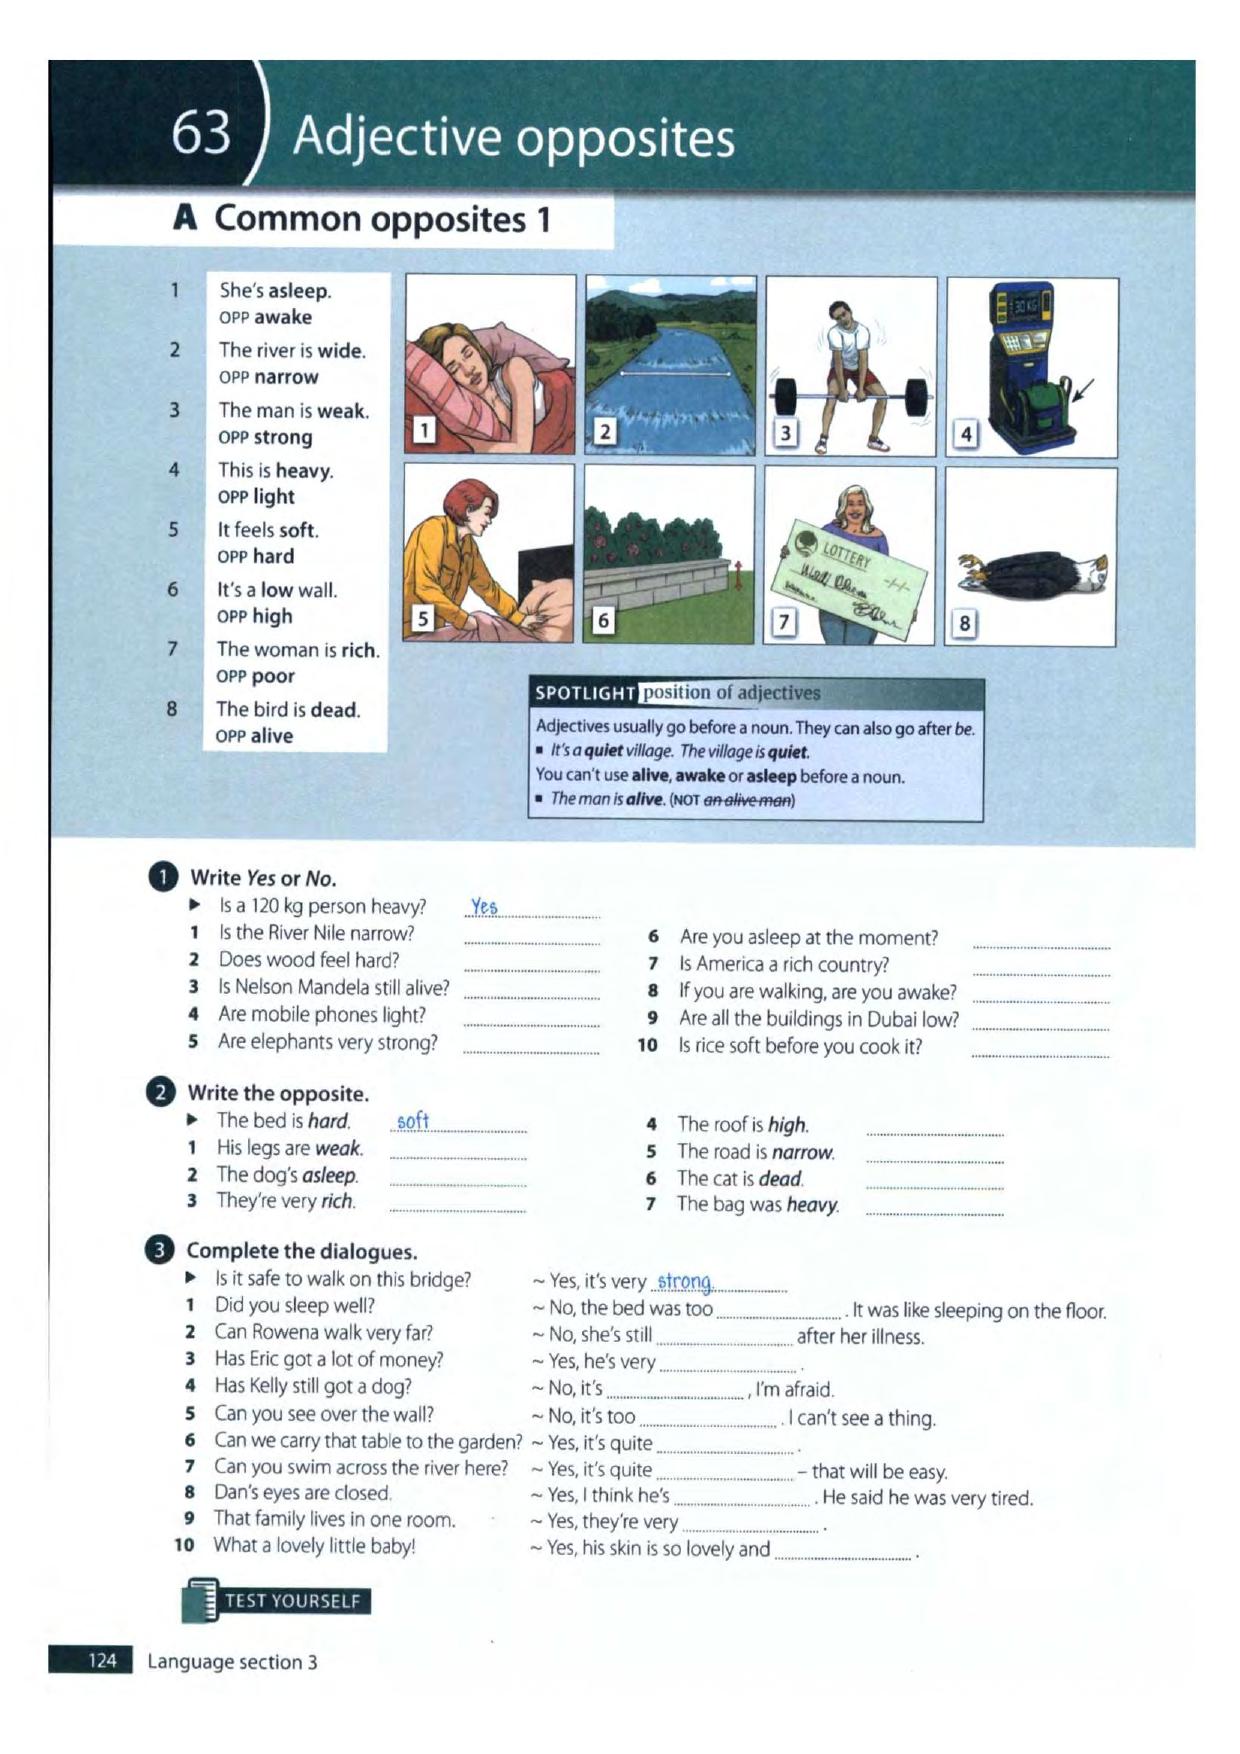 63 Adjective opposites
A Common opposites 1
1 She's asleep.
OPP awake
2 The river is wide.
OPP narrow
3 The man is weak.
OPP strong
4 This is heavy.
OPP light
5 It feels soft.
OPP hard
6 It's a low wall.
OPP high
7 The woman is rich.
OPP poor
8 The bird is dead.
OPP alive
1
2
3
30 KG
4
5
6
LOTTERY
7
8
SPOTLIGHT position of adjectives
Adjectives usually go before a noun. They can also go after be.
▪ It's a quiet village. The village is quiet.
You can't use alive, awake or asleep before a noun.
▪ The man is alive. (NOT an alive man)
1 Write Yes or No.
► Is a 120 kg person heavy? Yes
1 Is the River Nile narrow?
2 Does wood feel hard?
3 Is Nelson Mandela still alive?
4 Are mobile phones light?
5 Are elephants very strong?
6 Are you asleep at the moment?
7 Is America a rich country?
8 If you are walking, are you awake?
9 Are all the buildings in Dubai low?
10 Is rice soft before you cook it?
2 Write the opposite.
► The bed is hard. soft
1 His legs are weak.
2 The dog's asleep.
3 They're very rich.
4 The roof is high.
5 The road is narrow.
6 The cat is dead.
7 The bag was heavy.
3 Complete the dialogues.
► Is it safe to walk on this bridge? ~ Yes, it's very strong.
1 Did you sleep well? ~ No, the bed was too ............ . It was like sleeping on the floor.
2 Can Rowena walk very far? ~ No, she's still ............ after her illness.
3 Has Eric got a lot of money? ~ Yes, he's very ............ .
4 Has Kelly still got a dog? ~ No, it's ............ , I'm afraid.
5 Can you see over the wall? ~ No, it's too ............ . I can't see a thing.
6 Can we carry that table to the garden? ~ Yes, it's quite ............ .
7 Can you swim across the river here? ~ Yes, it's quite ............ – that will be easy.
8 Dan's eyes are closed. ~ Yes, I think he's ............ . He said he was very tired.
9 That family lives in one room. ~ Yes, they're very ............ .
10 What a lovely little baby! ~ Yes, his skin is so lovely and ............ .
TEST YOURSELF
124 Language section 3